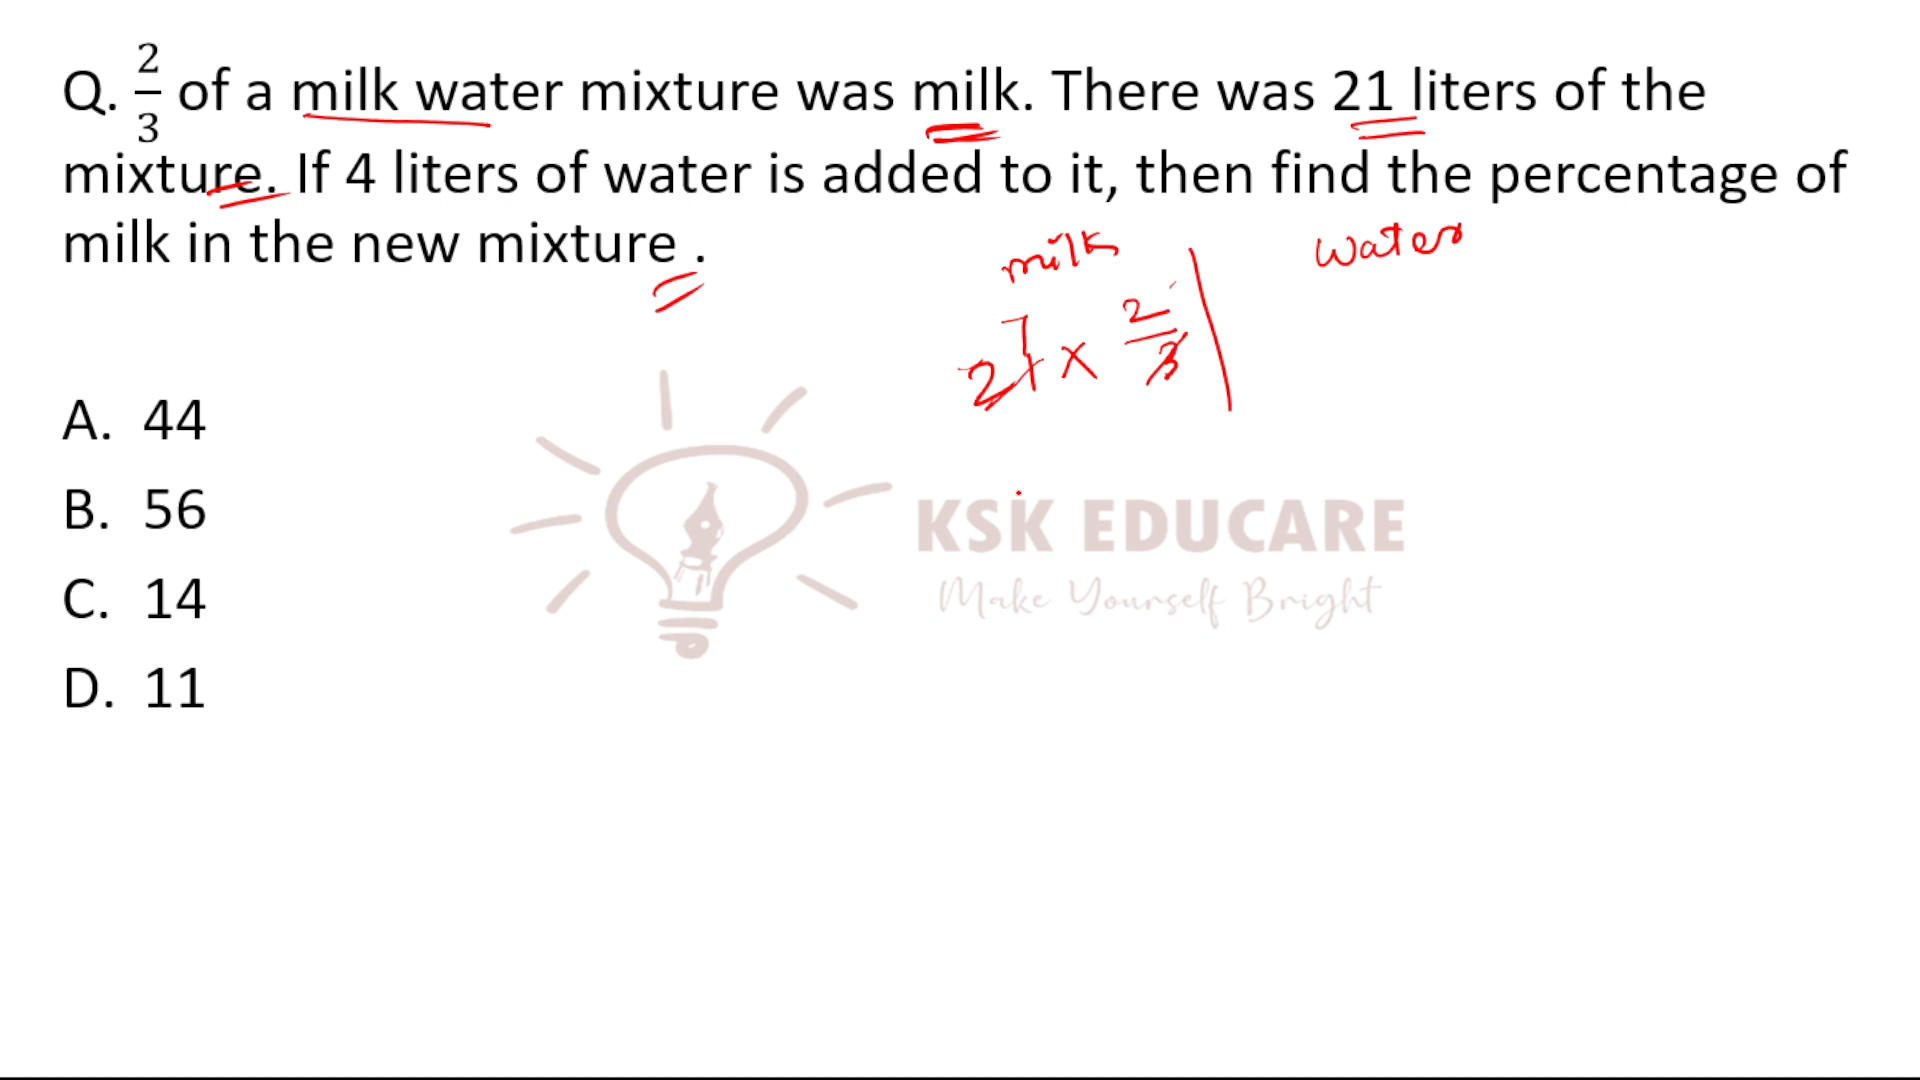 Q. 2/3 of a milk water mixture was milk. There was 21 liters of the
mixture. If 4 liters of water is added to it, then find the percentage of
milk in the new mixture .
milk water
7
21 × 2/3
A. 44
B. 56
C. 14
D. 11
KSK EDUCARE
Make Yourself Bright